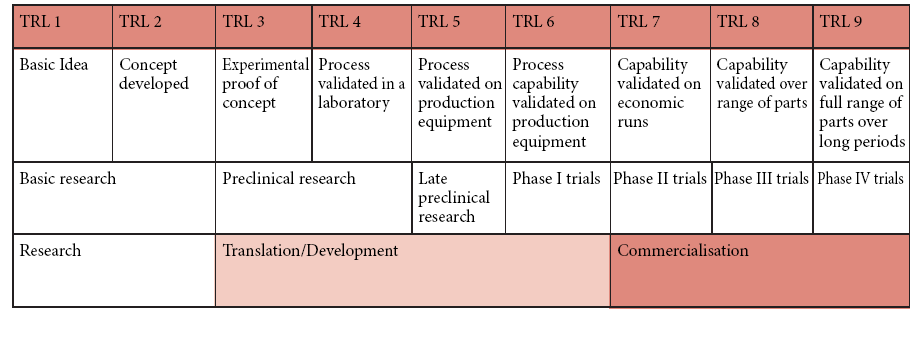 TRL 1 TRL 2 TRL 3 TRL 4 TRL 5 TRL 6 TRL 7 TRL 8 TRL 9
Basic Idea
Concept
developed
Experimental
proof of
concept
Process
validated in a
laboratory
Process
validated on
production
equipment
Process
capability
validated on
production
equipment
Capability
validated on
economic
runs
Capability
validated over
range of parts
Capability
validated on
full range of
parts over
long periods
Basic research
Preclinical research
Late
preclinical
research
Phase I trials
Phase II trials
Phase III trials
Phase IV trials
Research
Translation/Development
Commercialisation